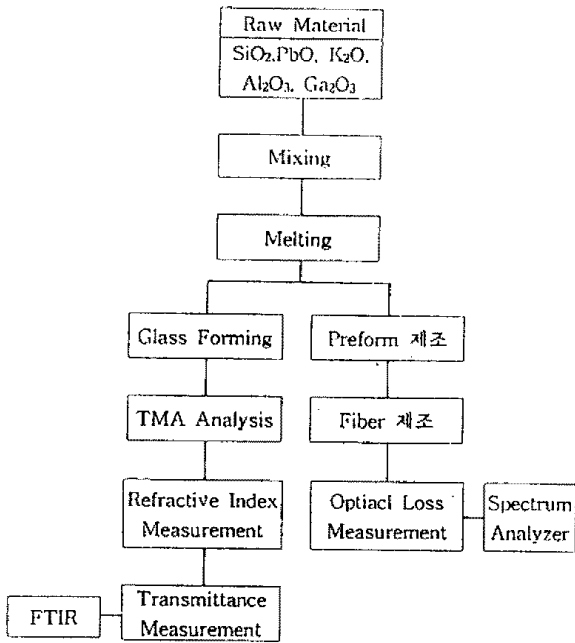 Raw Material
SiO₂.PbO, K₂O,
Al₂O₃, Ga₂O₃
Mixing
Melting
Glass Forming
Preform 제조
TMA Analysis
Fiber 제조
Refractive Index
Measurement
Optiacl Loss
Measurement
Spectrum
Analyzer
FTIR
Transmittance
Measurement